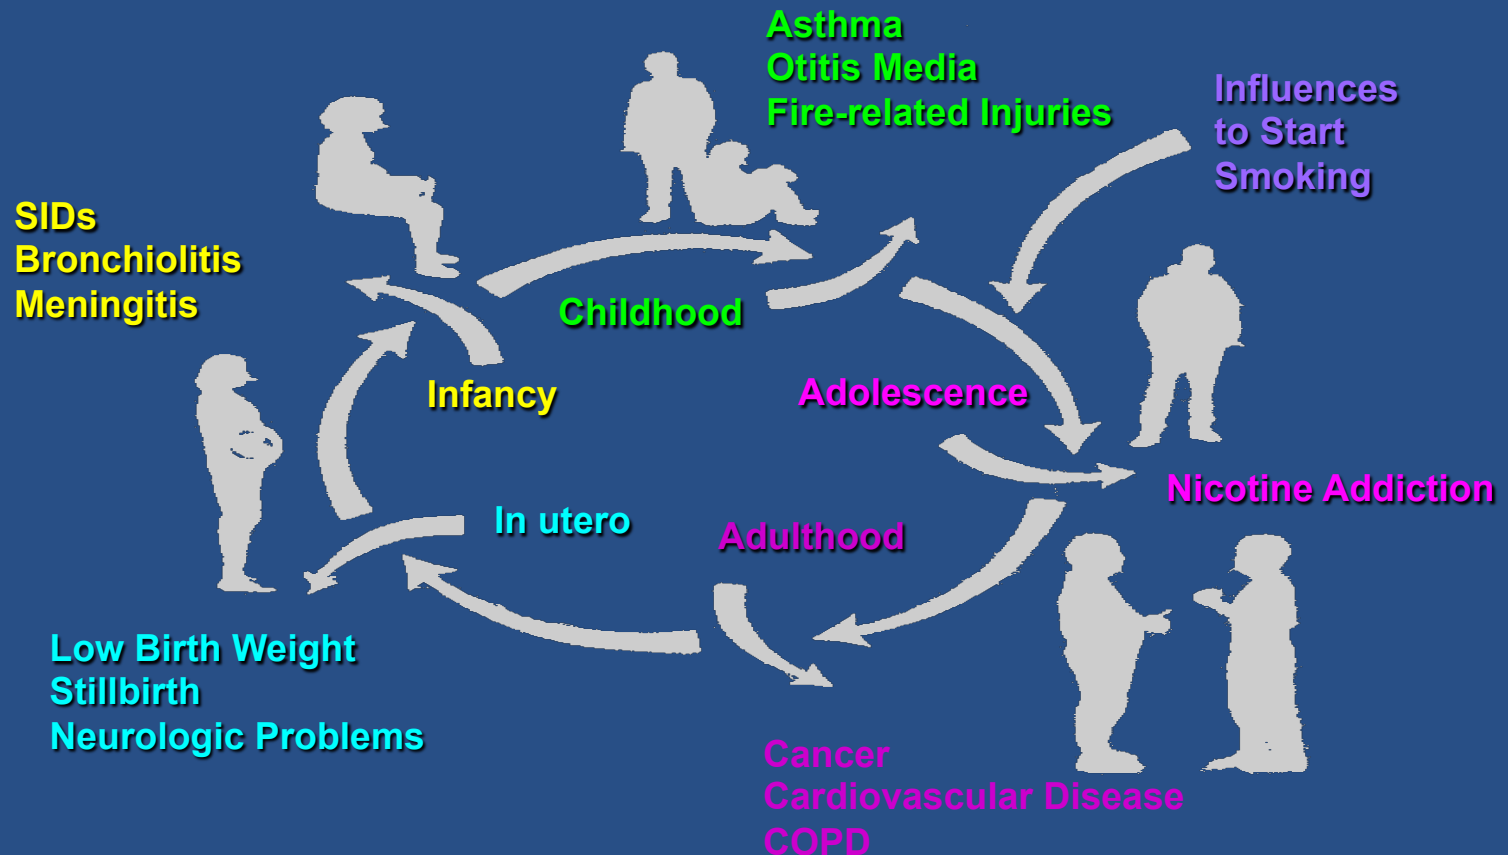 Asthma
Otitis Media
Fire-related Injuries
Influences
to Start
Smoking
SIDs
Bronchiolitis
Meningitis
Childhood
Infancy
Adolescence
Nicotine Addiction
In utero
Adulthood
Low Birth Weight
Stillbirth
Neurologic Problems
Cancer
Cardiovascular Disease
COPD